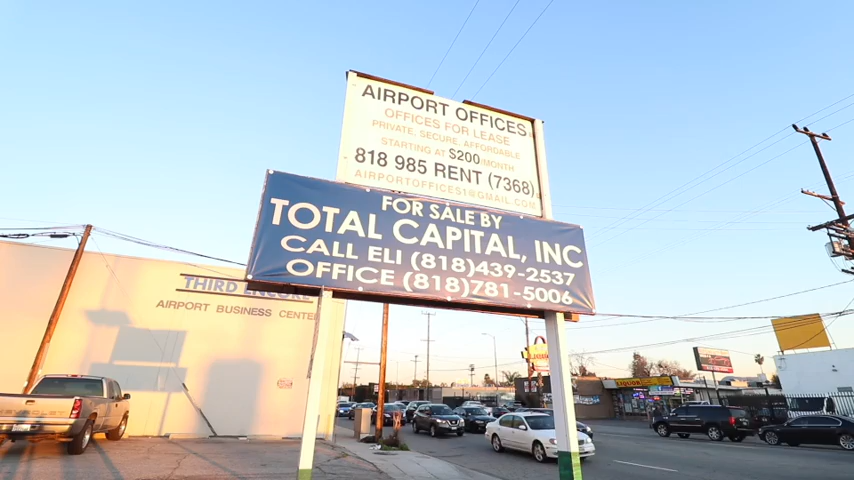 AIRPORT OFFICES
OFFICES FOR LEASE
PRIVATE, SECURE, AFFORDABLE
STARTING AT $200/MONTH
818 985 RENT (7368)
AIRPORTOFFICES1@GMAIL.COM
FOR SALE BY
TOTAL CAPITAL, INC
CALL ELI (818)439-2537
OFFICE (818)781-5006
THIRD ENCORE
AIRPORT BUSINESS CENTER
LIQUOR